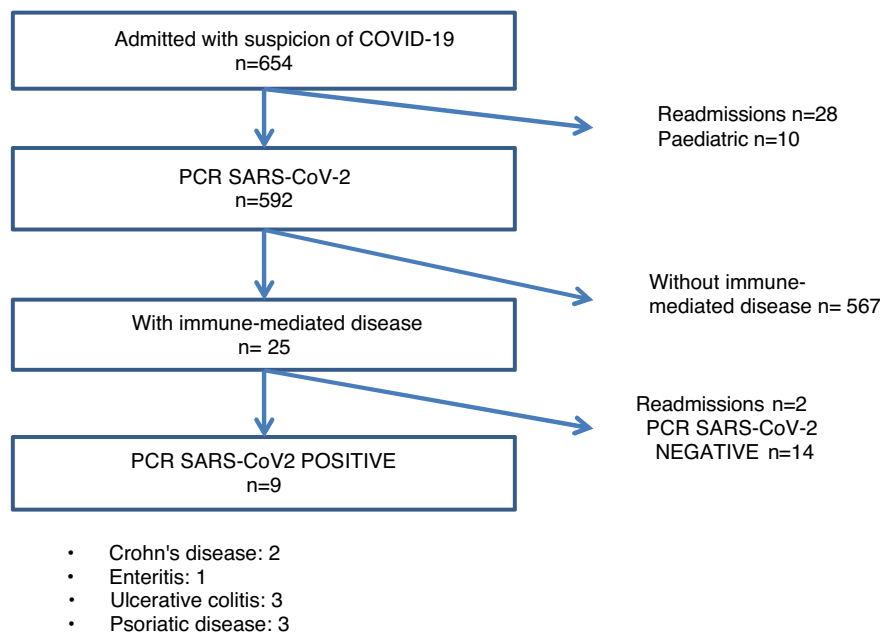 Admitted with suspicion of COVID-19
n=654
Readmissions n=28
Paediatric n=10
PCR SARS-CoV-2
n=592
Without immune-
mediated disease n= 567
With immune-mediated disease
n= 25
Readmissions n=2
PCR SARS-CoV-2
NEGATIVE n=14
PCR SARS-CoV2 POSITIVE
n=9
• Crohn's disease: 2
• Enteritis: 1
• Ulcerative colitis: 3
• Psoriatic disease: 3